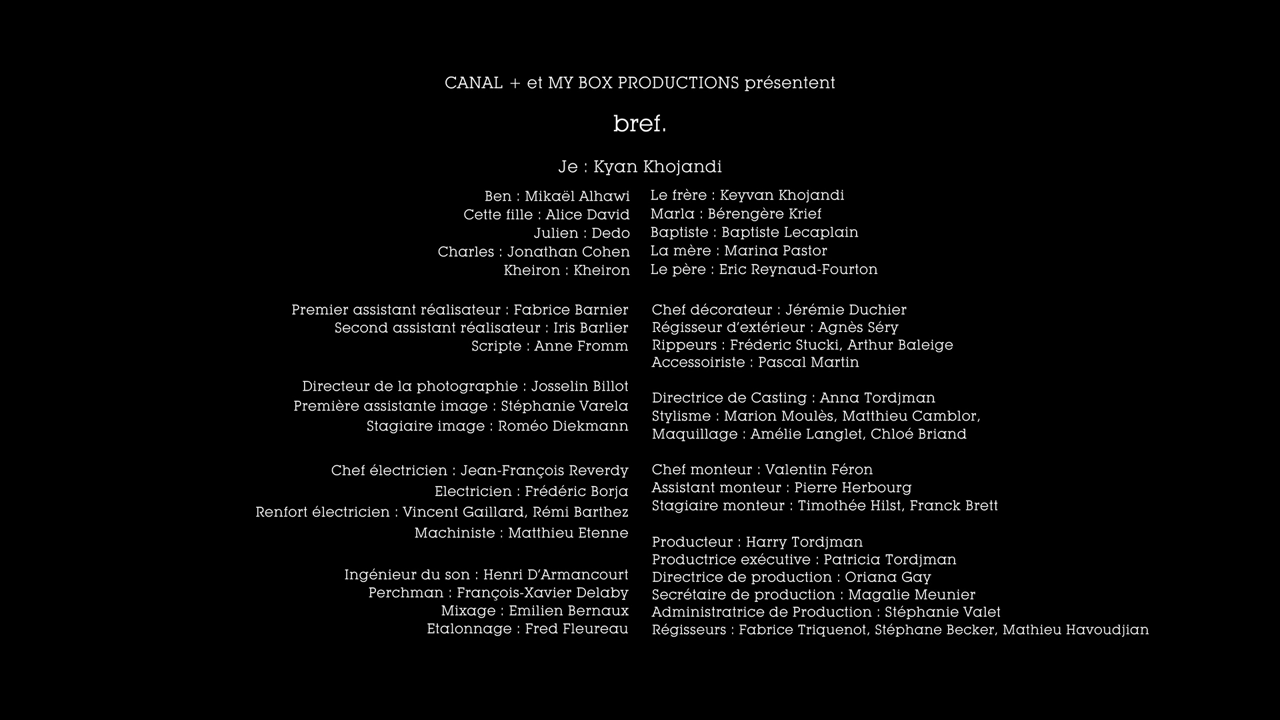 CANAL + et MY BOX PRODUCTIONS présentent
bref.
Je : Kyan Khojandi
Ben : Mikaël Alhawi
Cette fille : Alice David
Julien : Dedo
Charles : Jonathan Cohen
Kheiron : Kheiron
Le frère : Keyvan Khojandi
Marla : Bérengère Krief
Baptiste : Baptiste Lecaplain
La mère : Marina Pastor
Le père : Eric Reynaud-Fourton
Premier assistant réalisateur : Fabrice Barnier
Second assistant réalisateur : Iris Barlier
Scripte : Anne Fromm
Directeur de la photographie : Josselin Billot
Première assistante image : Stéphanie Varela
Stagiaire image : Roméo Diekmann
Chef électricien : Jean-François Reverdy
Electricien : Frédéric Borja
Renfort électricien : Vincent Gaillard, Rémi Barthez
Machiniste : Matthieu Etenne
Ingénieur du son : Henri D'Armancourt
Perchman : François-Xavier Delaby
Mixage : Emilien Bernaux
Etalonnage : Fred Fleureau
Chef décorateur : Jérémie Duchier
Régisseur d'extérieur : Agnès Séry
Rippeurs : Fréderic Stucki, Arthur Baleige
Accessoiriste : Pascal Martin
Directrice de Casting : Anna Tordjman
Stylisme : Marion Moulès, Matthieu Camblor,
Maquillage : Amélie Langlet, Chloé Briand
Chef monteur : Valentin Féron
Assistant monteur : Pierre Herbourg
Stagiaire monteur : Timothée Hilst, Franck Brett
Producteur : Harry Tordjman
Productrice exécutive : Patricia Tordjman
Directrice de production : Oriana Gay
Secrétaire de production : Magalie Meunier
Administratrice de Production : Stéphanie Valet
Régisseurs : Fabrice Triquenot, Stéphane Becker, Mathieu Havoudjian